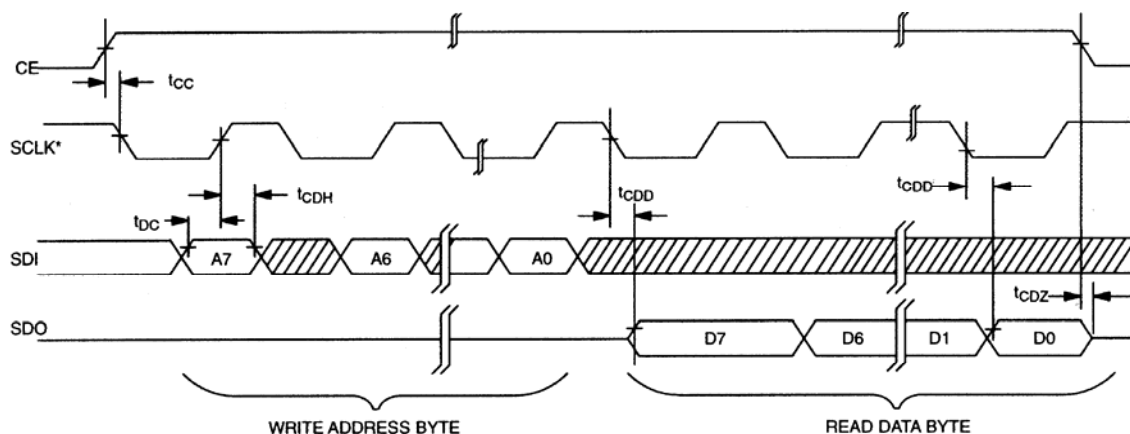 CE
tCC
SCLK*
tCDH
tDC
tCDD
tCDD
SDI
A7
A6
A0
tCDZ
SDO
D7
D6
D1
D0
WRITE ADDRESS BYTE
READ DATA BYTE